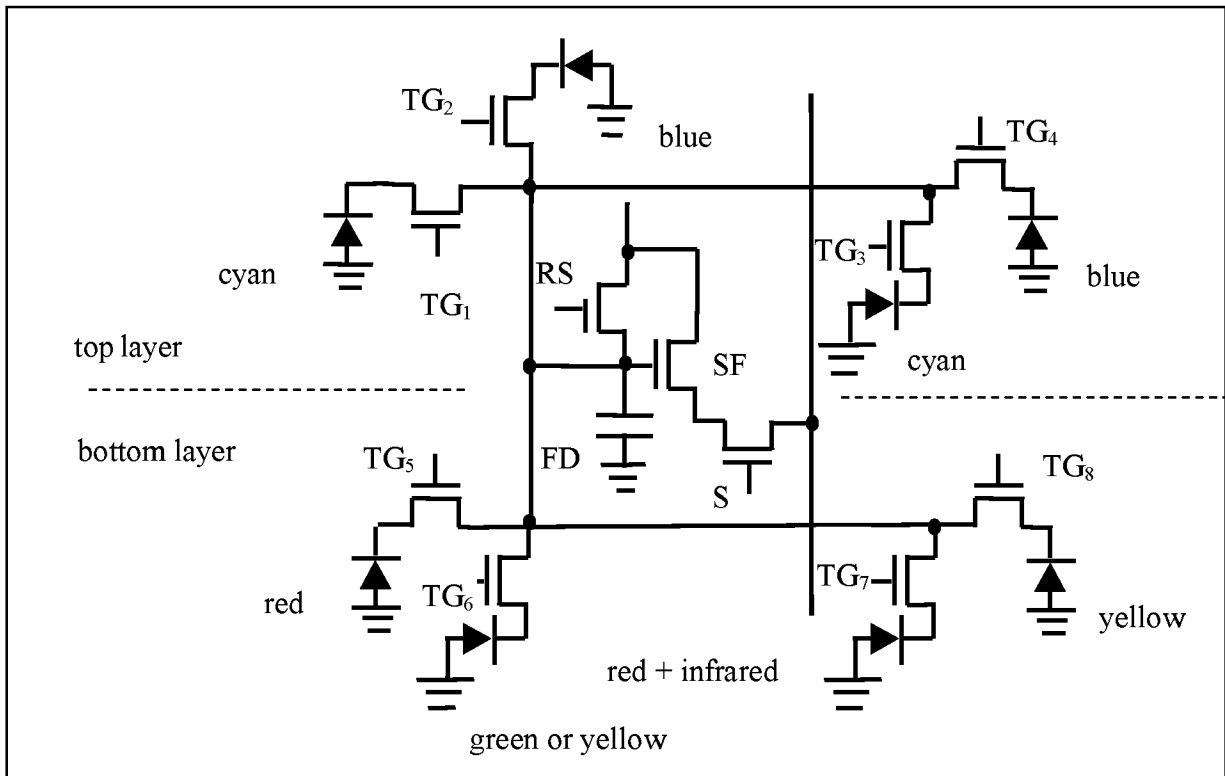 TG₂
blue
TG₄
cyan
TG₁
RS
TG₃
blue
top layer
SF
cyan
bottom layer
TG₅
FD
S
TG₈
red
TG₆
TG₇
yellow
red + infrared
green or yellow